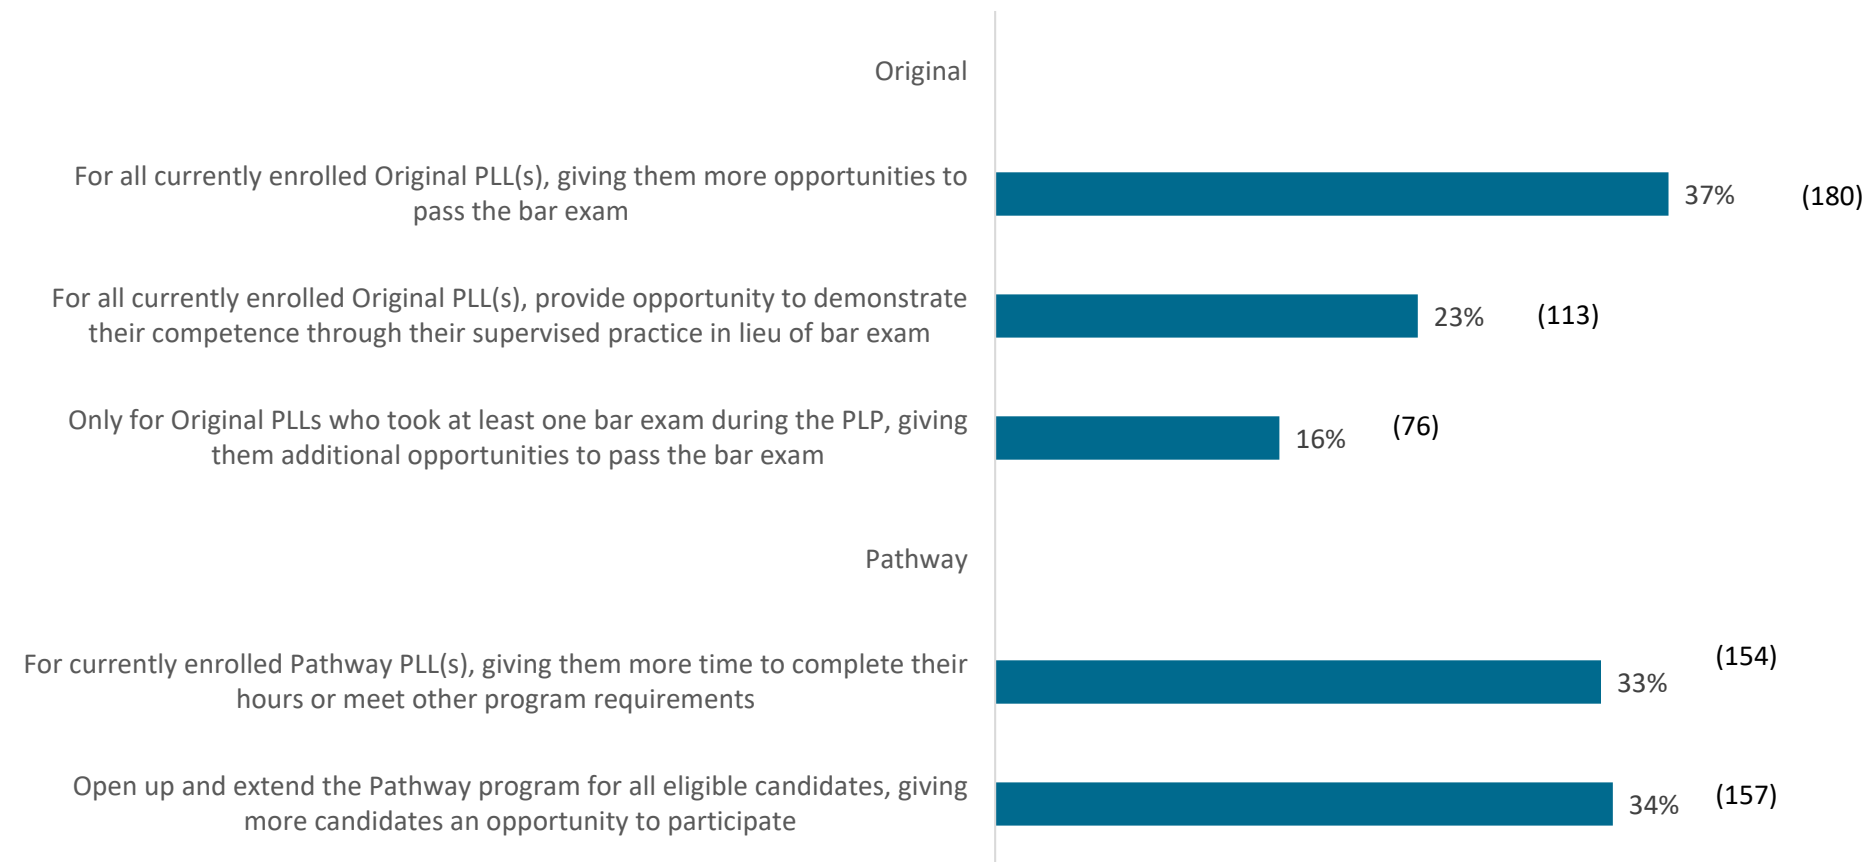 Original
For all currently enrolled Original PLL(s), giving them more opportunities to
pass the bar exam
37% (180)
For all currently enrolled Original PLL(s), provide opportunity to demonstrate
their competence through their supervised practice in lieu of bar exam
23% (113)
Only for Original PLLs who took at least one bar exam during the PLP, giving
them additional opportunities to pass the bar exam
16% (76)
Pathway
For currently enrolled Pathway PLL(s), giving them more time to complete their
hours or meet other program requirements
33% (154)
Open up and extend the Pathway program for all eligible candidates, giving
more candidates an opportunity to participate
34% (157)